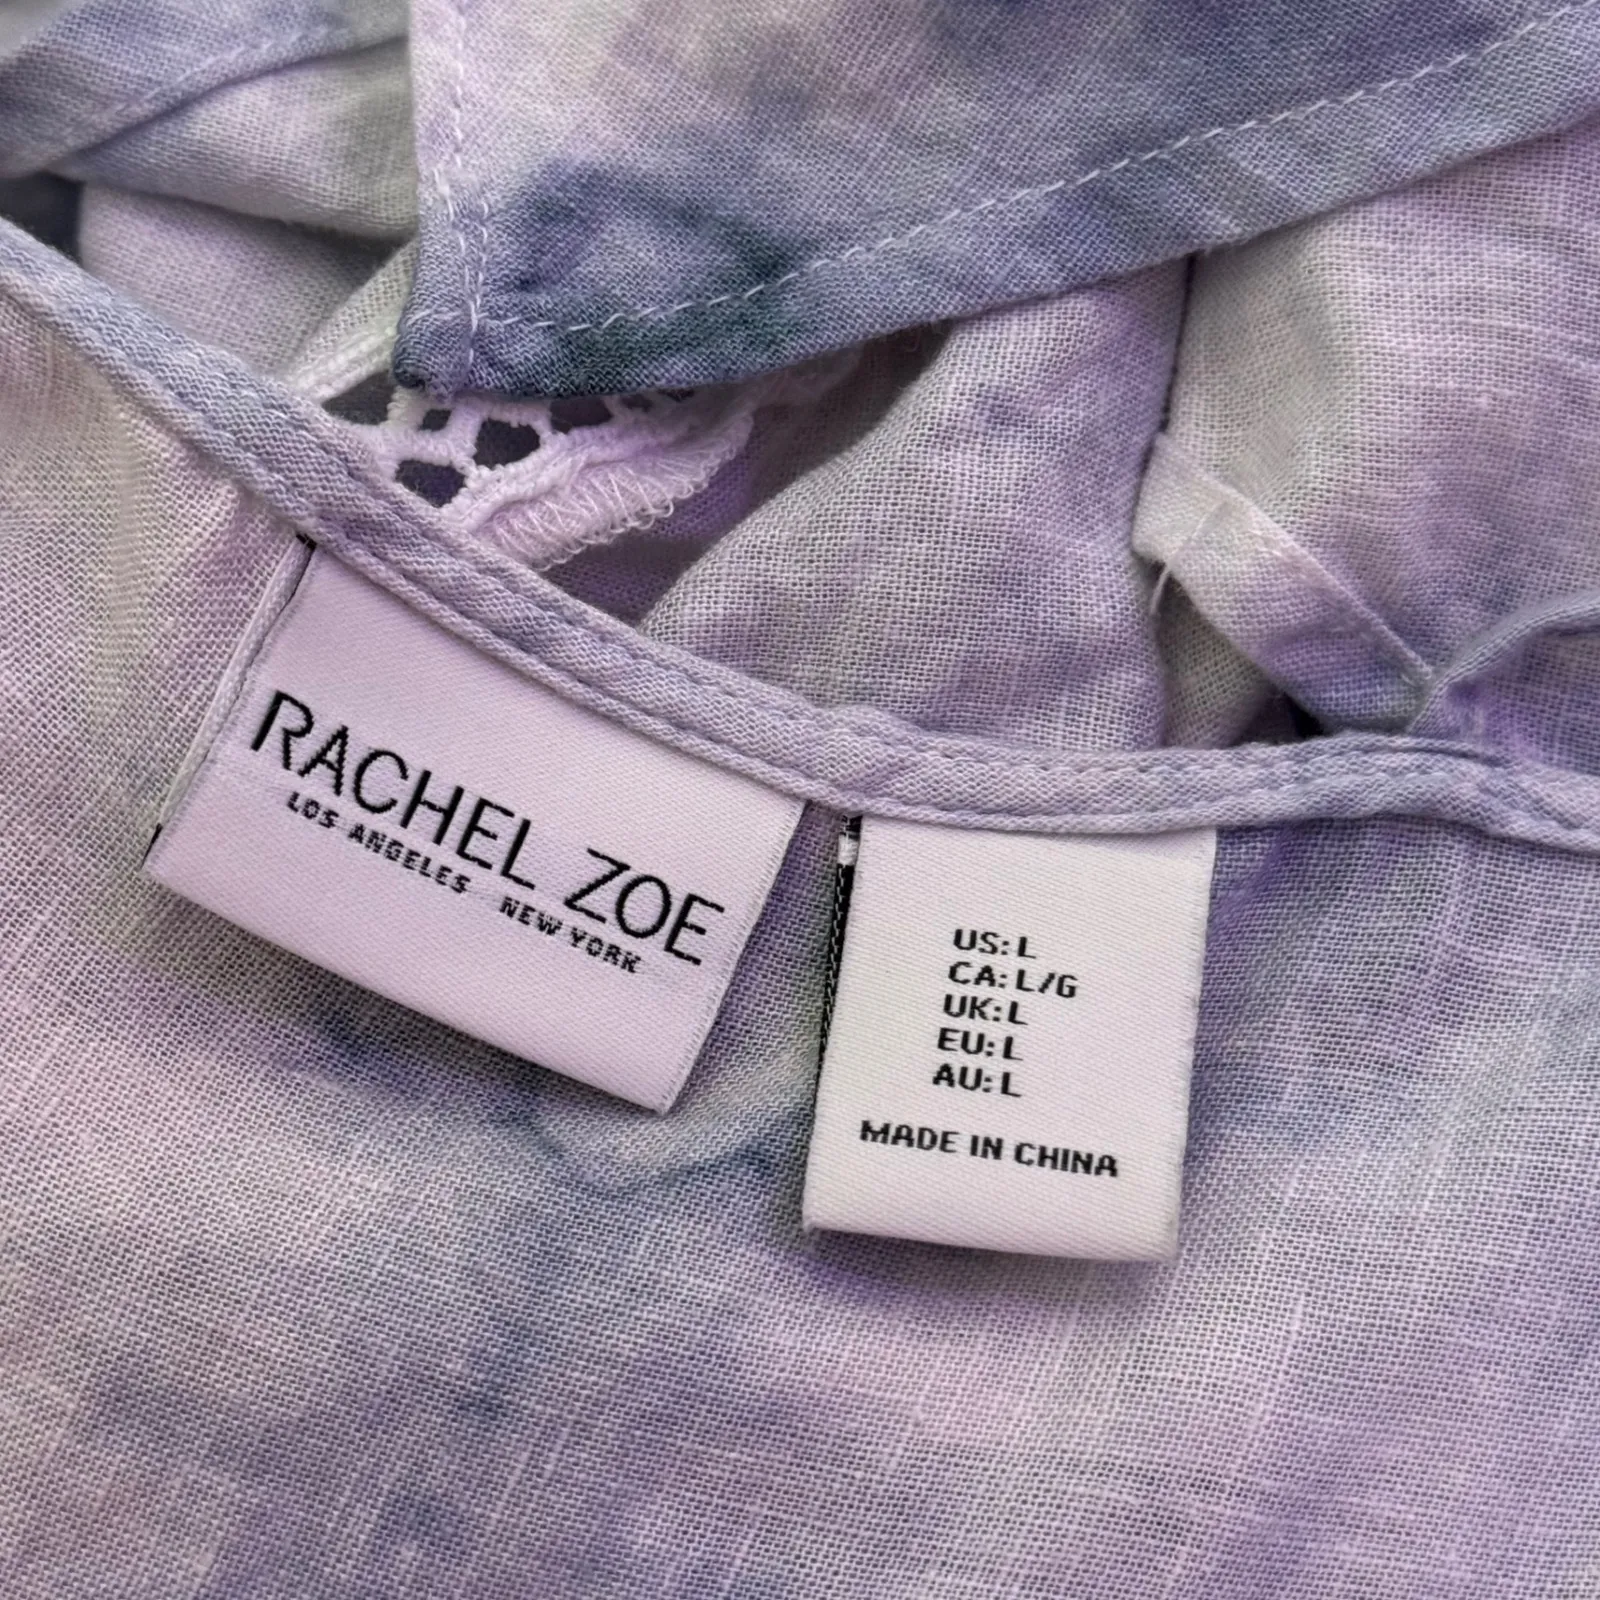 RACHEL ZOE
LOS ANGELES NEW YORK
US: L
CA: L/G
UK: L
EU: L
AU: L
MADE IN CHINA